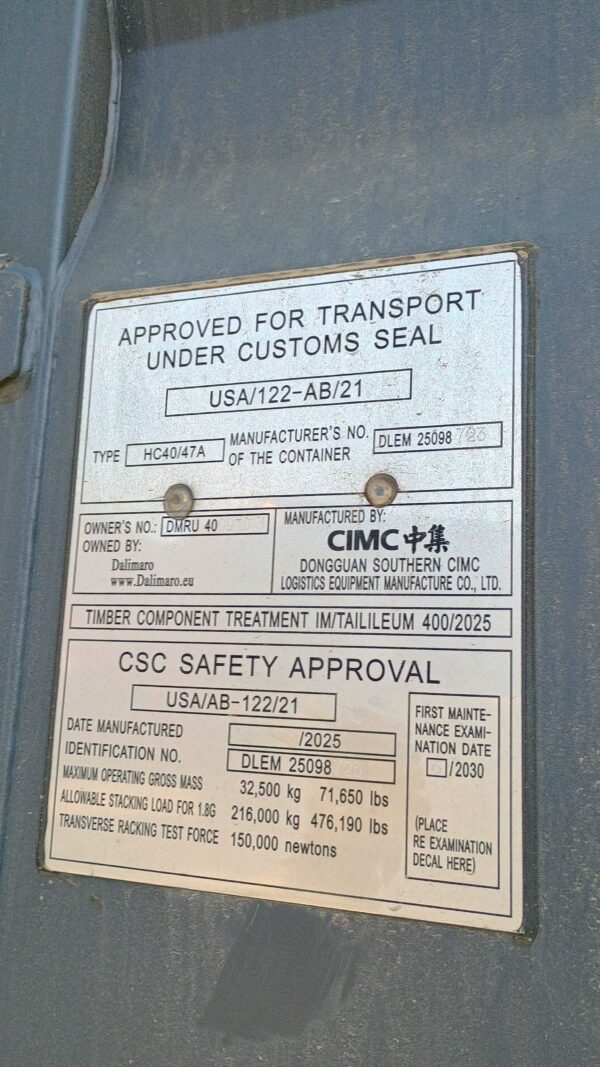 APPROVED FOR TRANSPORT
UNDER CUSTOMS SEAL
USA/122-AB/21
TYPE HC40/47A
MANUFACTURER'S NO. OF THE CONTAINER DLEM 25098
OWNER'S NO.: DMRU 40
OWNED BY:
Dalimaro
www.Dalimaro.eu
MANUFACTURED BY:
CIMC中集
DONGGUAN SOUTHERN CIMC
LOGISTICS EQUIPMENT MANUFACTURE CO., LTD.
TIMBER COMPONENT TREATMENT IM/TAILILEUM 400/2025
CSC SAFETY APPROVAL
USA/AB-122/21
DATE MANUFACTURED /2025
IDENTIFICATION NO. DLEM 25098
MAXIMUM OPERATING GROSS MASS 32,500 kg 71,650 lbs
ALLOWABLE STACKING LOAD FOR 1.8G 216,000 kg 476,190 lbs
TRANSVERSE RACKING TEST FORCE 150,000 newtons
FIRST MAINTE-
NANCE EXAMI-
NATION DATE
/2030
(PLACE
RE EXAMINATION
DECAL HERE)